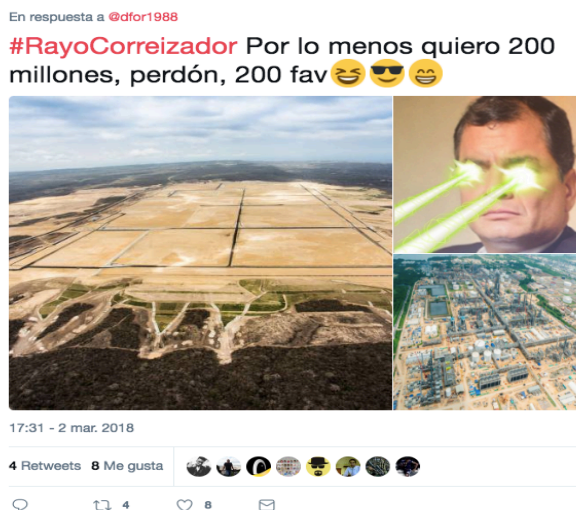 En respuesta a @dfor1988
#RayoCorreizador Por lo menos quiero 200
millones, perdón, 200 fav😆😎😁
17:31 - 2 mar. 2018
4 Retweets 8 Me gusta
4 8